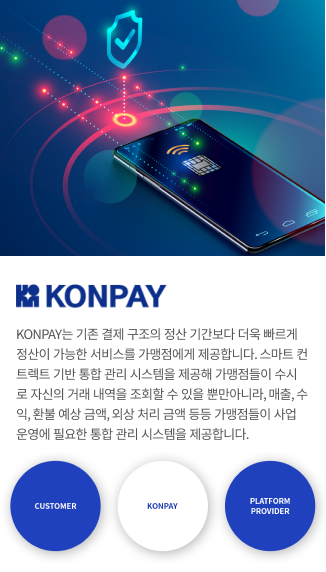 KONPAY
KONPAY는 기존 결제 구조의 정산 기간보다 더욱 빠르게
정산이 가능한 서비스를 가맹점에게 제공합니다. 스마트 컨
트랙트 기반 통합 관리 시스템을 제공해 가맹점들이 수시
로 자신의 거래 내역을 조회할 수 있을 뿐만아니라, 매출, 수
익, 환불 예상 금액, 외상 처리 금액 등등 가맹점들이 사업
운영에 필요한 통합 관리 시스템을 제공합니다.
CUSTOMER
KONPAY
PLATFORM
PROVIDER